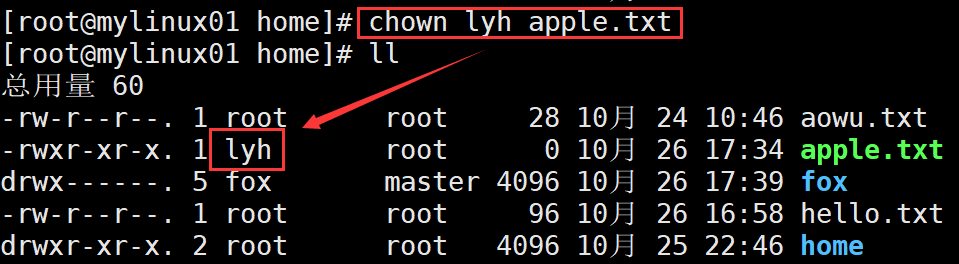 [root@mylinux01 home]# chown lyh apple.txt
[root@mylinux01 home]# ll
总用量 60
-rw-r--r--. 1 root      root     28 10月 24 10:46 aowu.txt
-rwxr-xr-x. 1 lyh       root      0 10月 26 17:34 apple.txt
drwx------. 5 fox       master 4096 10月 26 17:39 fox
-rw-r--r--. 1 root      root     96 10月 26 16:58 hello.txt
drwxr-xr-x. 2 root      root   4096 10月 25 22:46 home